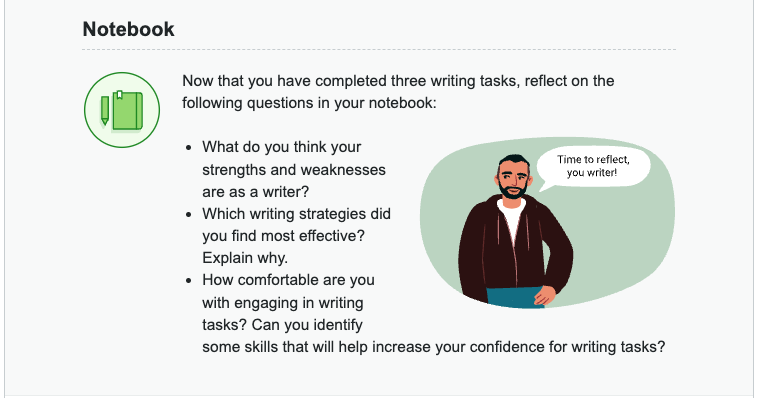 Notebook
Now that you have completed three writing tasks, reflect on the
following questions in your notebook:
• What do you think your
strengths and weaknesses
are as a writer?
• Which writing strategies did
you find most effective?
Explain why.
• How comfortable are you
with engaging in writing
tasks? Can you identify
some skills that will help increase your confidence for writing tasks?
Time to reflect,
you writer!